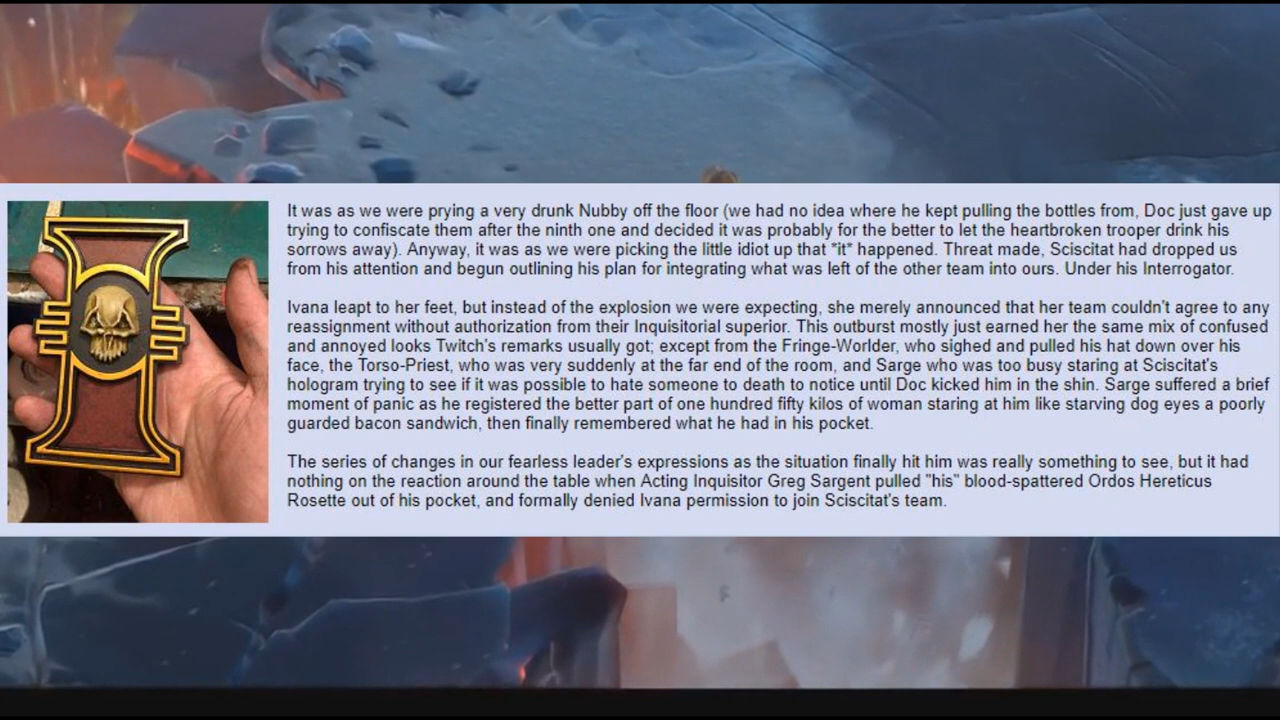 It was as we were prying a very drunk Nubby off the floor (we had no idea where he kept pulling the bottles from, Doc just gave up
trying to confiscate them after the ninth one and decided it was probably for the better to let the heartbroken trooper drink his
sorrows away). Anyway, it was as we were picking the little idiot up that *it* happened. Threat made, Sciscitat had dropped us
from his attention and begun outlining his plan for integrating what was left of the other team into ours. Under his Interrogator.
Ivana leapt to her feet, but instead of the explosion we were expecting, she merely announced that her team couldn't agree to any
reassignment without authorization from their Inquisitorial superior. This outburst mostly just earned her the same mix of confused
and annoyed looks Twitch's remarks usually got; except from the Fringe-Worlder, who sighed and pulled his hat down over his
face, the Torso-Priest, who was very suddenly at the far end of the room, and Sarge who was too busy staring at Sciscitat's
hologram trying to see if it was possible to hate someone to death to notice until Doc kicked him in the shin. Sarge suffered a brief
moment of panic as he registered the better part of one hundred fifty kilos of woman staring at him like starving dog eyes a poorly
guarded bacon sandwich, then finally remembered what he had in his pocket.
The series of changes in our fearless leader's expressions as the situation finally hit him was really something to see, but it had
nothing on the reaction around the table when Acting Inquisitor Greg Sargent pulled "his" blood-spattered Ordos Hereticus
Rosette out of his pocket, and formally denied Ivana permission to join Sciscitat's team.